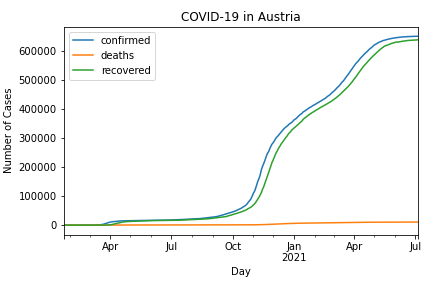 COVID-19 in Austria
confirmed
deaths
recovered
Number of Cases
600000
500000
400000
300000
200000
100000
0
Apr
Jul
Oct
Jan
2021
Apr
Jul
Day